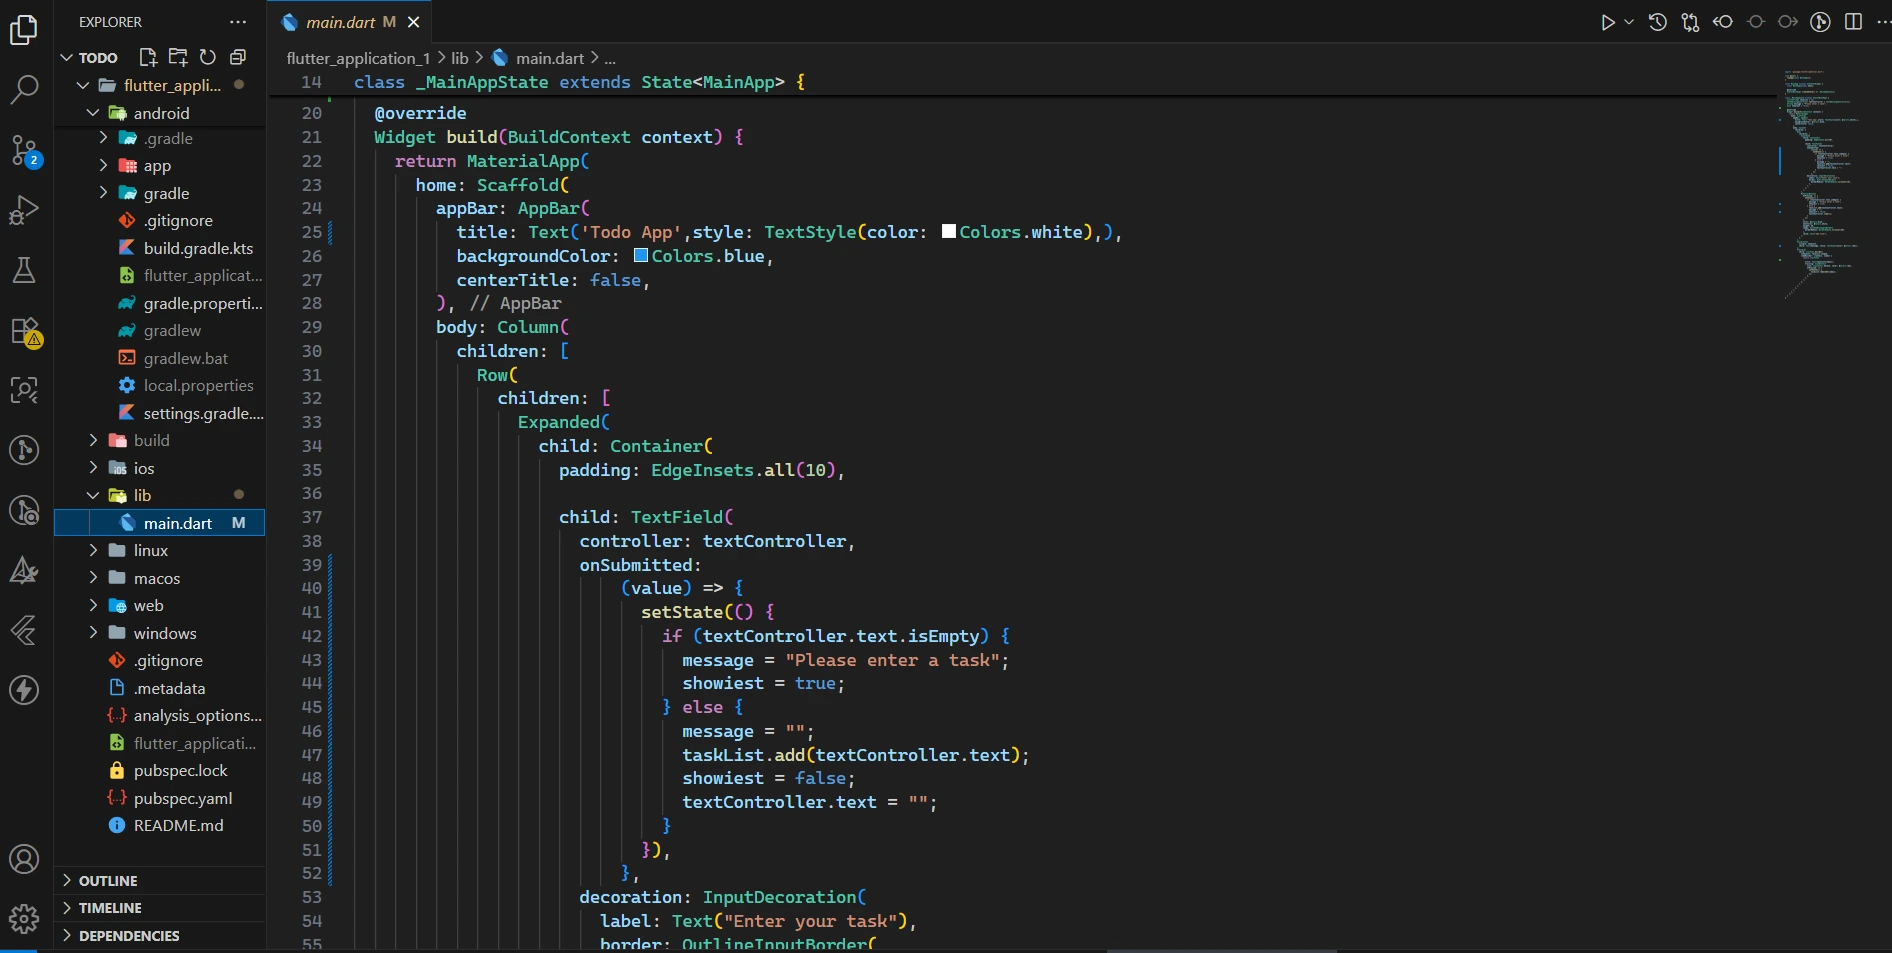 EXPLORER
TODO
flutter_appli...
android
.gradle
app
gradle
.gitignore
build.gradle.kts
flutter_applicat...
gradle.properti...
gradlew
gradlew.bat
local.properties
settings.gradle....
build
ios
lib
main.dart M
linux
macos
web
windows
.gitignore
.metadata
analysis_options...
flutter_applicati...
pubspec.lock
pubspec.yaml
README.md
OUTLINE
TIMELINE
DEPENDENCIES
2
main.dart M
flutter_application_1 > lib > main.dart > ...
14 class _MainAppState extends State<MainApp> {
20 @override
21 Widget build(BuildContext context) {
22 return MaterialApp(
23 home: Scaffold(
24 appBar: AppBar(
25 title: Text('Todo App',style: TextStyle(color: Colors.white),),
26 backgroundColor: Colors.blue,
27 centerTitle: false,
28 ), // AppBar
29 body: Column(
30 children: [
31 Row(
32 children: [
33 Expanded(
34 child: Container(
35 padding: EdgeInsets.all(10),
36
37 child: TextField(
38 controller: textController,
39 onSubmitted:
40 (value) => {
41 setState(() {
42 if (textController.text.isEmpty) {
43 message = "Please enter a task";
44 showiest = true;
45 } else {
46 message = "";
47 taskList.add(textController.text);
48 showiest = false;
49 textController.text = "";
50 }
51 }),
52 },
53 decoration: InputDecoration(
54 label: Text("Enter your task"),
55 border: OutlineInputBorder(